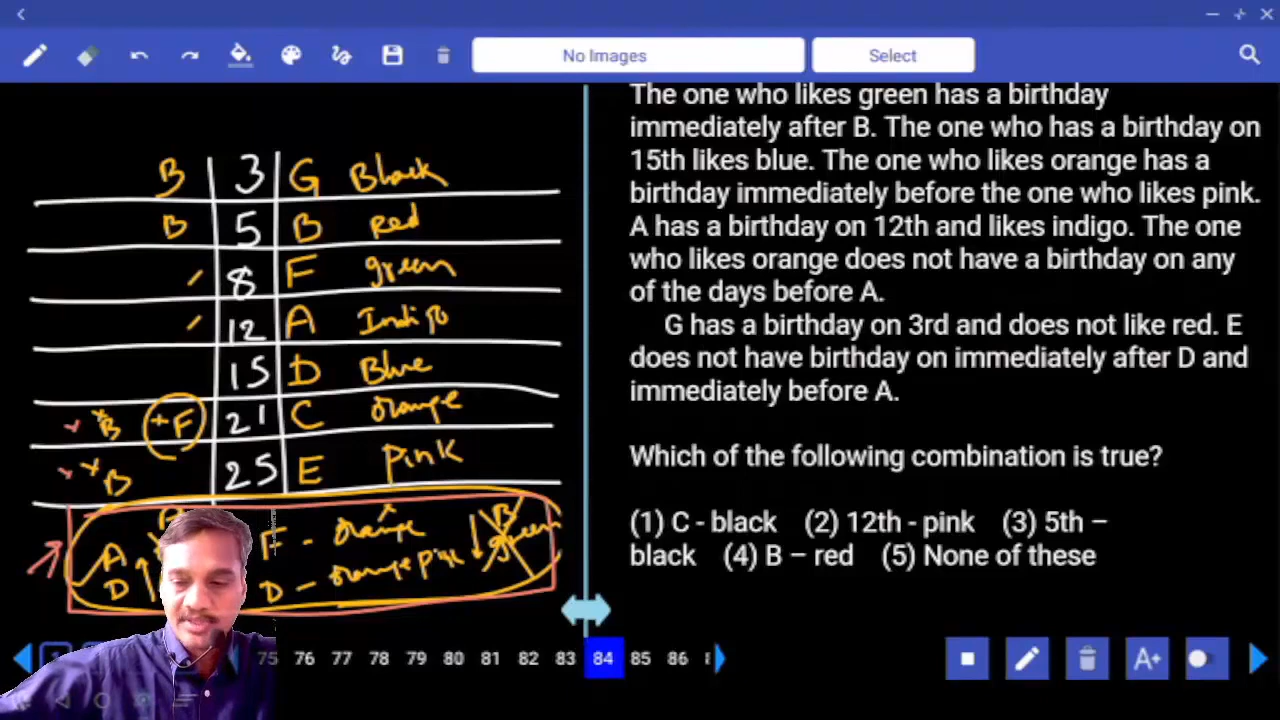 No Images
Select
B 3 G Black
B 5 B Red
8 F green
12 A Indigo
15 D Blue
B + F 21 C orange
B 25 E Pink
A F - orange B
D D - orange pink green
The one who likes green has a birthday
immediately after B. The one who has a birthday on
15th likes blue. The one who likes orange has a
birthday immediately before the one who likes pink.
A has a birthday on 12th and likes indigo. The one
who likes orange does not have a birthday on any
of the days before A.
G has a birthday on 3rd and does not like red. E
does not have birthday on immediately after D and
immediately before A.
Which of the following combination is true?
(1) C - black (2) 12th - pink (3) 5th –
black (4) B – red (5) None of these
75 76 77 78 79 80 81 82 83 84 85 86
A+